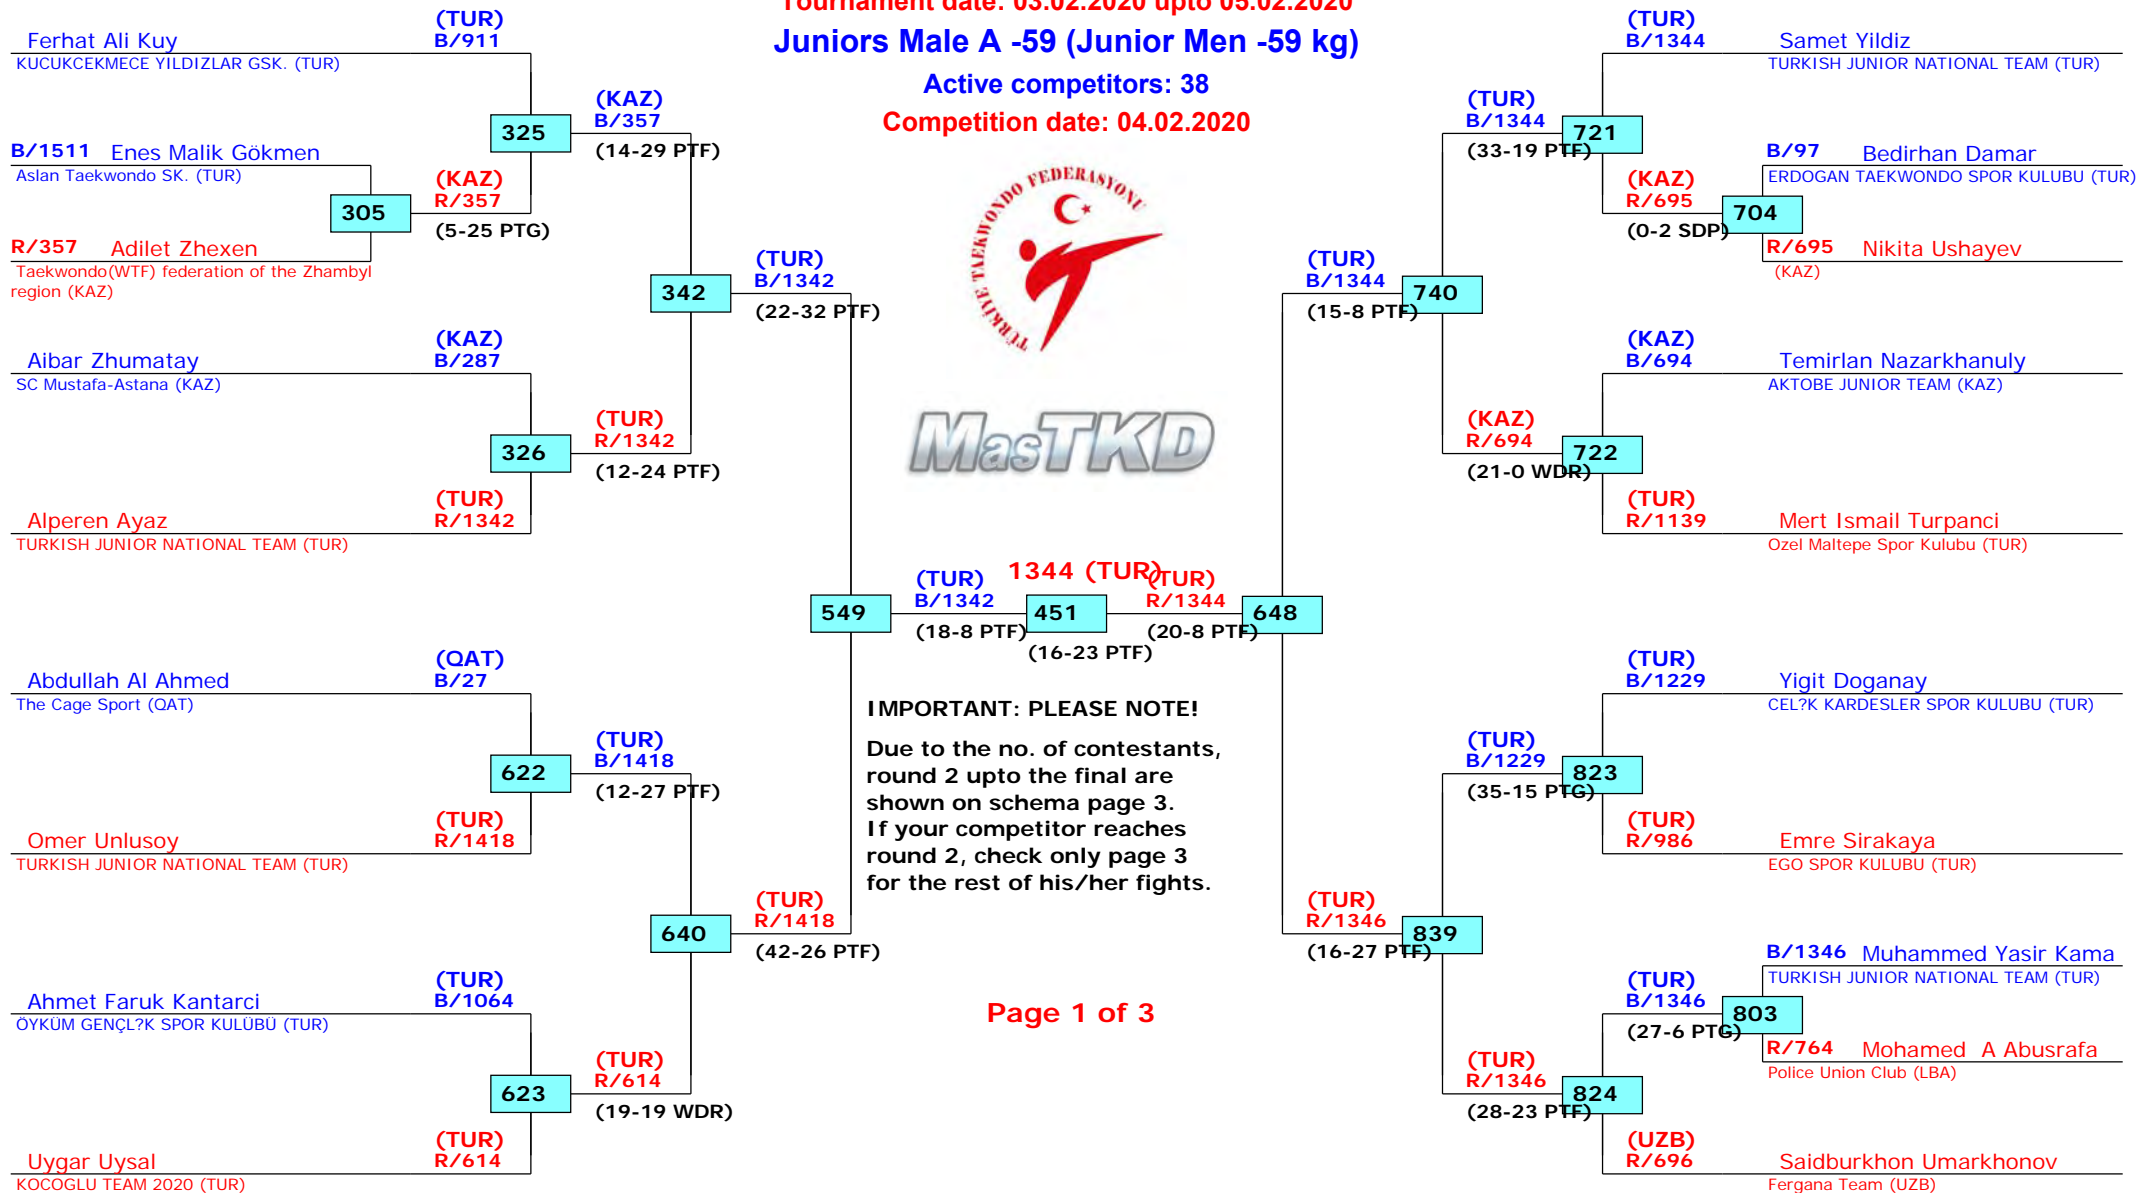 Tournament date: 03.02.2020 upto 05.02.2020
Juniors Male A -59 (Junior Men -59 kg)
Active competitors: 38
Competition date: 04.02.2020
TÜRKİYE TAEKWONDO FEDERASYONU
MasTKD
(TUR)
Ferhat Ali Kuy B/911
KUCUKCEKMECE YILDIZLAR GSK. (TUR)
325
(KAZ)
B/357
(14-29 PTF)
B/1511 Enes Malik Gökmen
Aslan Taekwondo SK. (TUR)
305
(KAZ)
R/357
(5-25 PTG)
R/357 Adilet Zhexen
Taekwondo(WTF) federation of the Zhambyl
region (KAZ)
342
(TUR)
B/1342
(22-32 PTF)
(KAZ)
Aibar Zhumatay B/287
SC Mustafa-Astana (KAZ)
326
(TUR)
R/1342
(12-24 PTF)
(TUR)
Alperen Ayaz R/1342
TURKISH JUNIOR NATIONAL TEAM (TUR)
549
(TUR)
B/1342
(18-8 PTF)
1344 (TUR)
451
(16-23 PTF)
(TUR)
R/1344
(20-8 PTF)
648
(QAT)
Abdullah Al Ahmed B/27
The Cage Sport (QAT)
622
(TUR)
B/1418
(12-27 PTF)
(TUR)
Omer Unlusoy R/1418
TURKISH JUNIOR NATIONAL TEAM (TUR)
640
(TUR)
R/1418
(42-26 PTF)
(TUR)
Ahmet Faruk Kantarci B/1064
ÖYKÜM GENÇL?K SPOR KULÜBÜ (TUR)
623
(TUR)
R/614
(19-19 WDR)
(TUR)
Uygar Uysal R/614
KOCOGLU TEAM 2020 (TUR)
IMPORTANT: PLEASE NOTE!
Due to the no. of contestants,
round 2 upto the final are
shown on schema page 3.
If your competitor reaches
round 2, check only page 3
for the rest of his/her fights.
Page 1 of 3
(TUR)
B/1344 Samet Yildiz
TURKISH JUNIOR NATIONAL TEAM (TUR)
(TUR)
B/1344
721
(33-19 PTF)
B/97 Bedirhan Damar
ERDOGAN TAEKWONDO SPOR KULUBU (TUR)
(KAZ)
R/695
704
(0-2 SDP)
R/695 Nikita Ushayev
(KAZ)
(TUR)
B/1344
740
(15-8 PTF)
(KAZ)
B/694 Temirlan Nazarkhanuly
AKTOBE JUNIOR TEAM (KAZ)
(KAZ)
R/694
722
(21-0 WDR)
(TUR)
R/1139 Mert Ismail Turpanci
Ozel Maltepe Spor Kulubu (TUR)
(TUR)
B/1229 Yigit Doganay
CEL?K KARDESLER SPOR KULUBU (TUR)
(TUR)
B/1229
823
(35-15 PTG)
(TUR)
R/986 Emre Sirakaya
EGO SPOR KULUBU (TUR)
(TUR)
R/1346
839
(16-27 PTF)
B/1346 Muhammed Yasir Kama
TURKISH JUNIOR NATIONAL TEAM (TUR)
(TUR)
B/1346
803
(27-6 PTG)
R/764 Mohamed A Abusrafa
Police Union Club (LBA)
(TUR)
R/1346
824
(28-23 PTF)
(UZB)
R/696 Saidburkhon Umarkhonov
Fergana Team (UZB)